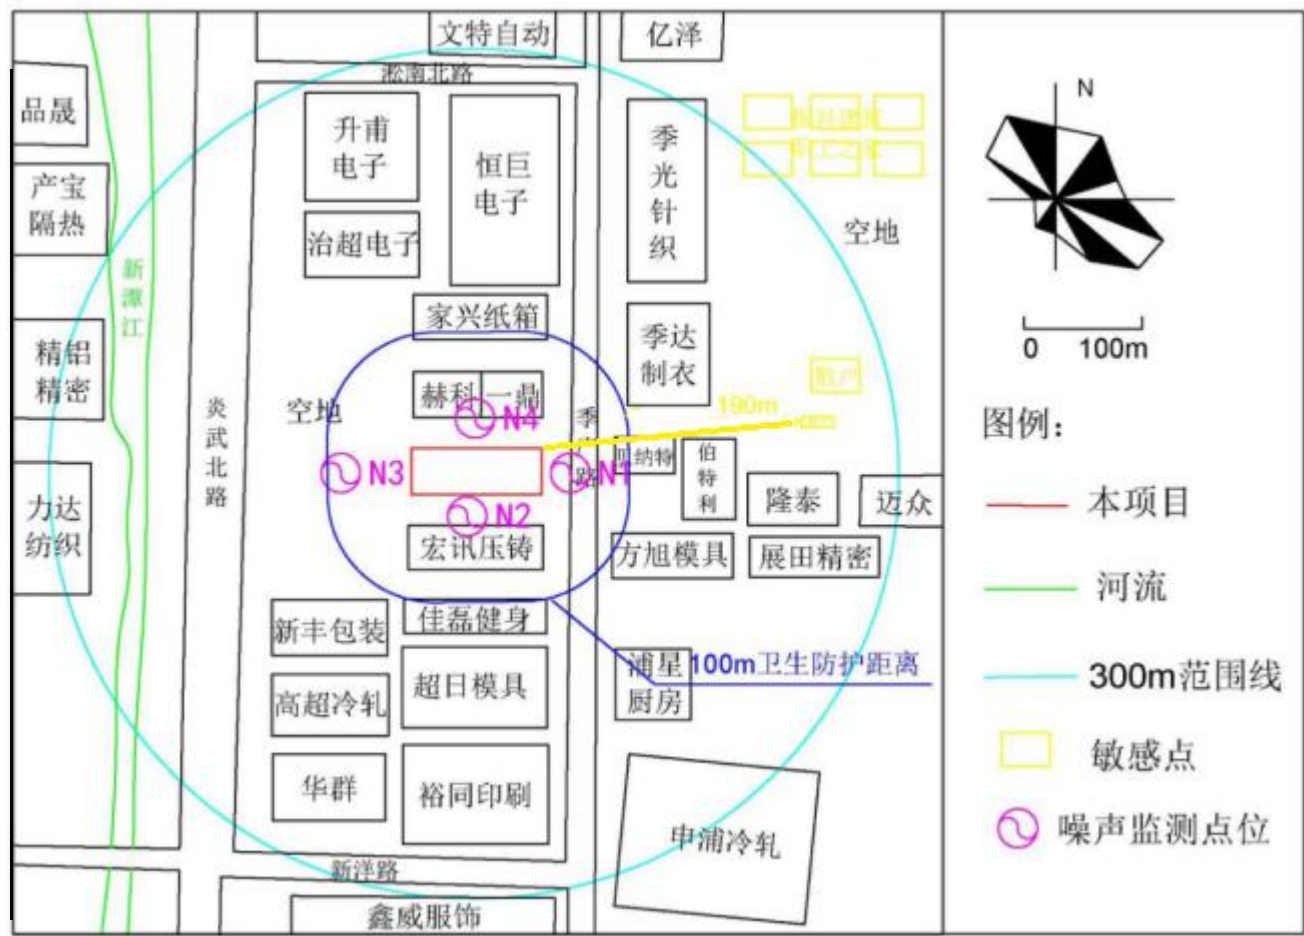 文特自动
亿泽
淞南北路
N
品晟
升甫
电子
恒巨
电子
季
光
针
织
产宝
隔热
治超电子
空地
新
潭
江
家兴纸箱
季达
制衣
0 100m
精铝
精密
散户
空地
赫科
一鼎
190m
炎
武
北
路
N4
图例：
纳特
伯
特
利
N3
N1
本项目
隆泰
迈众
力达
纺织
N2
宏讯压铸
方旭模具
展田精密
河流
新丰包装
佳磊健身
浦星
厨房
100m卫生防护距离
300m范围线
高超冷轧
超日模具
敏感点
华群
裕同印刷
申浦冷轧
噪声监测点位
新洋路
鑫威服饰